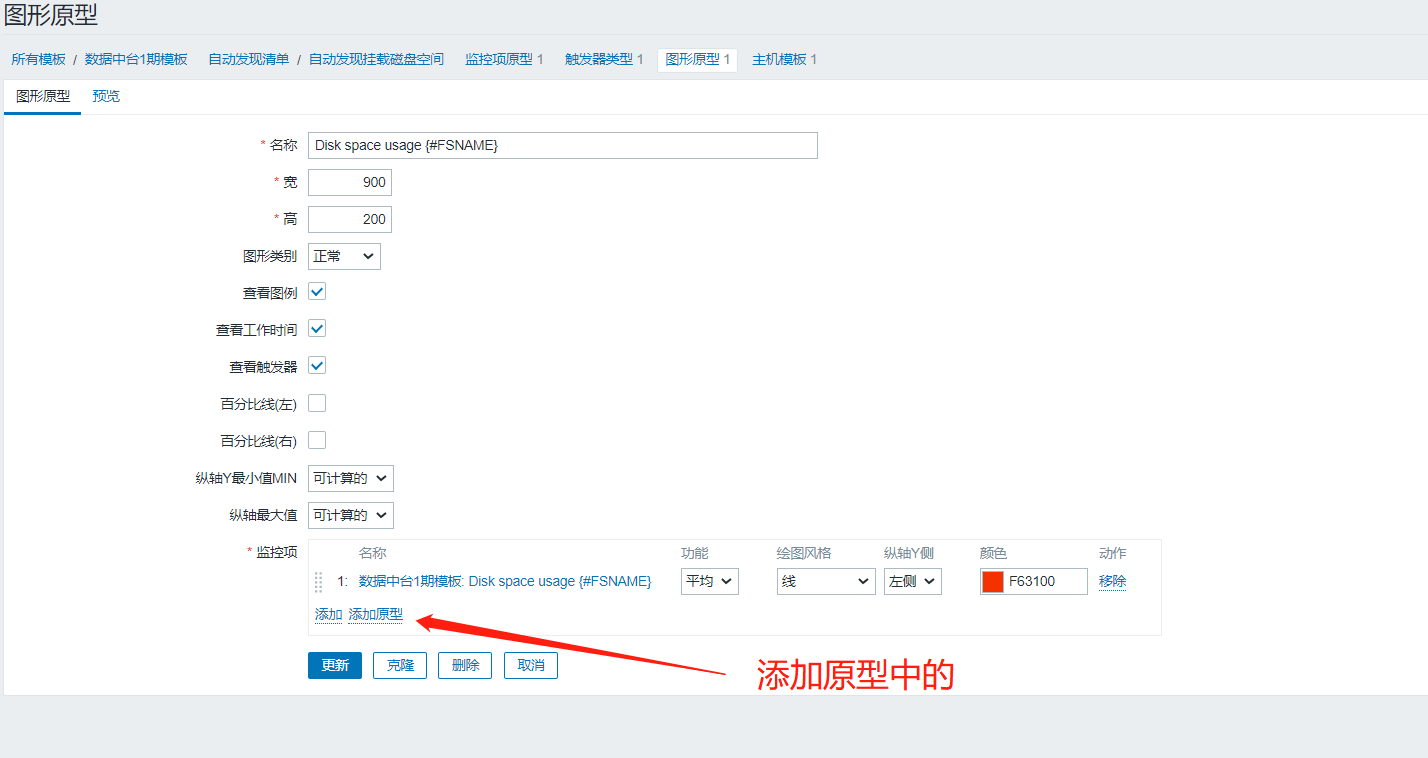 图形原型
所有模板 / 数据中台1期模板 自动发现清单 / 自动发现挂载磁盘空间 监控项原型 1 触发器类型 1 图形原型 1 主机模板 1
图形原型 预览
* 名称 Disk space usage {#FSNAME}
* 宽 900
* 高 200
图形类别 正常
查看图例
查看工作时间
查看触发器
百分比线(左)
百分比线(右)
纵轴Y最小值MIN 可计算的
纵轴最大值 可计算的
* 监控项 名称 功能 绘图风格 纵轴Y侧 颜色 动作
1: 数据中台1期模板: Disk space usage {#FSNAME} 平均 线 左侧 F63100 移除
添加 添加原型
更新 克隆 删除 取消
添加原型中的